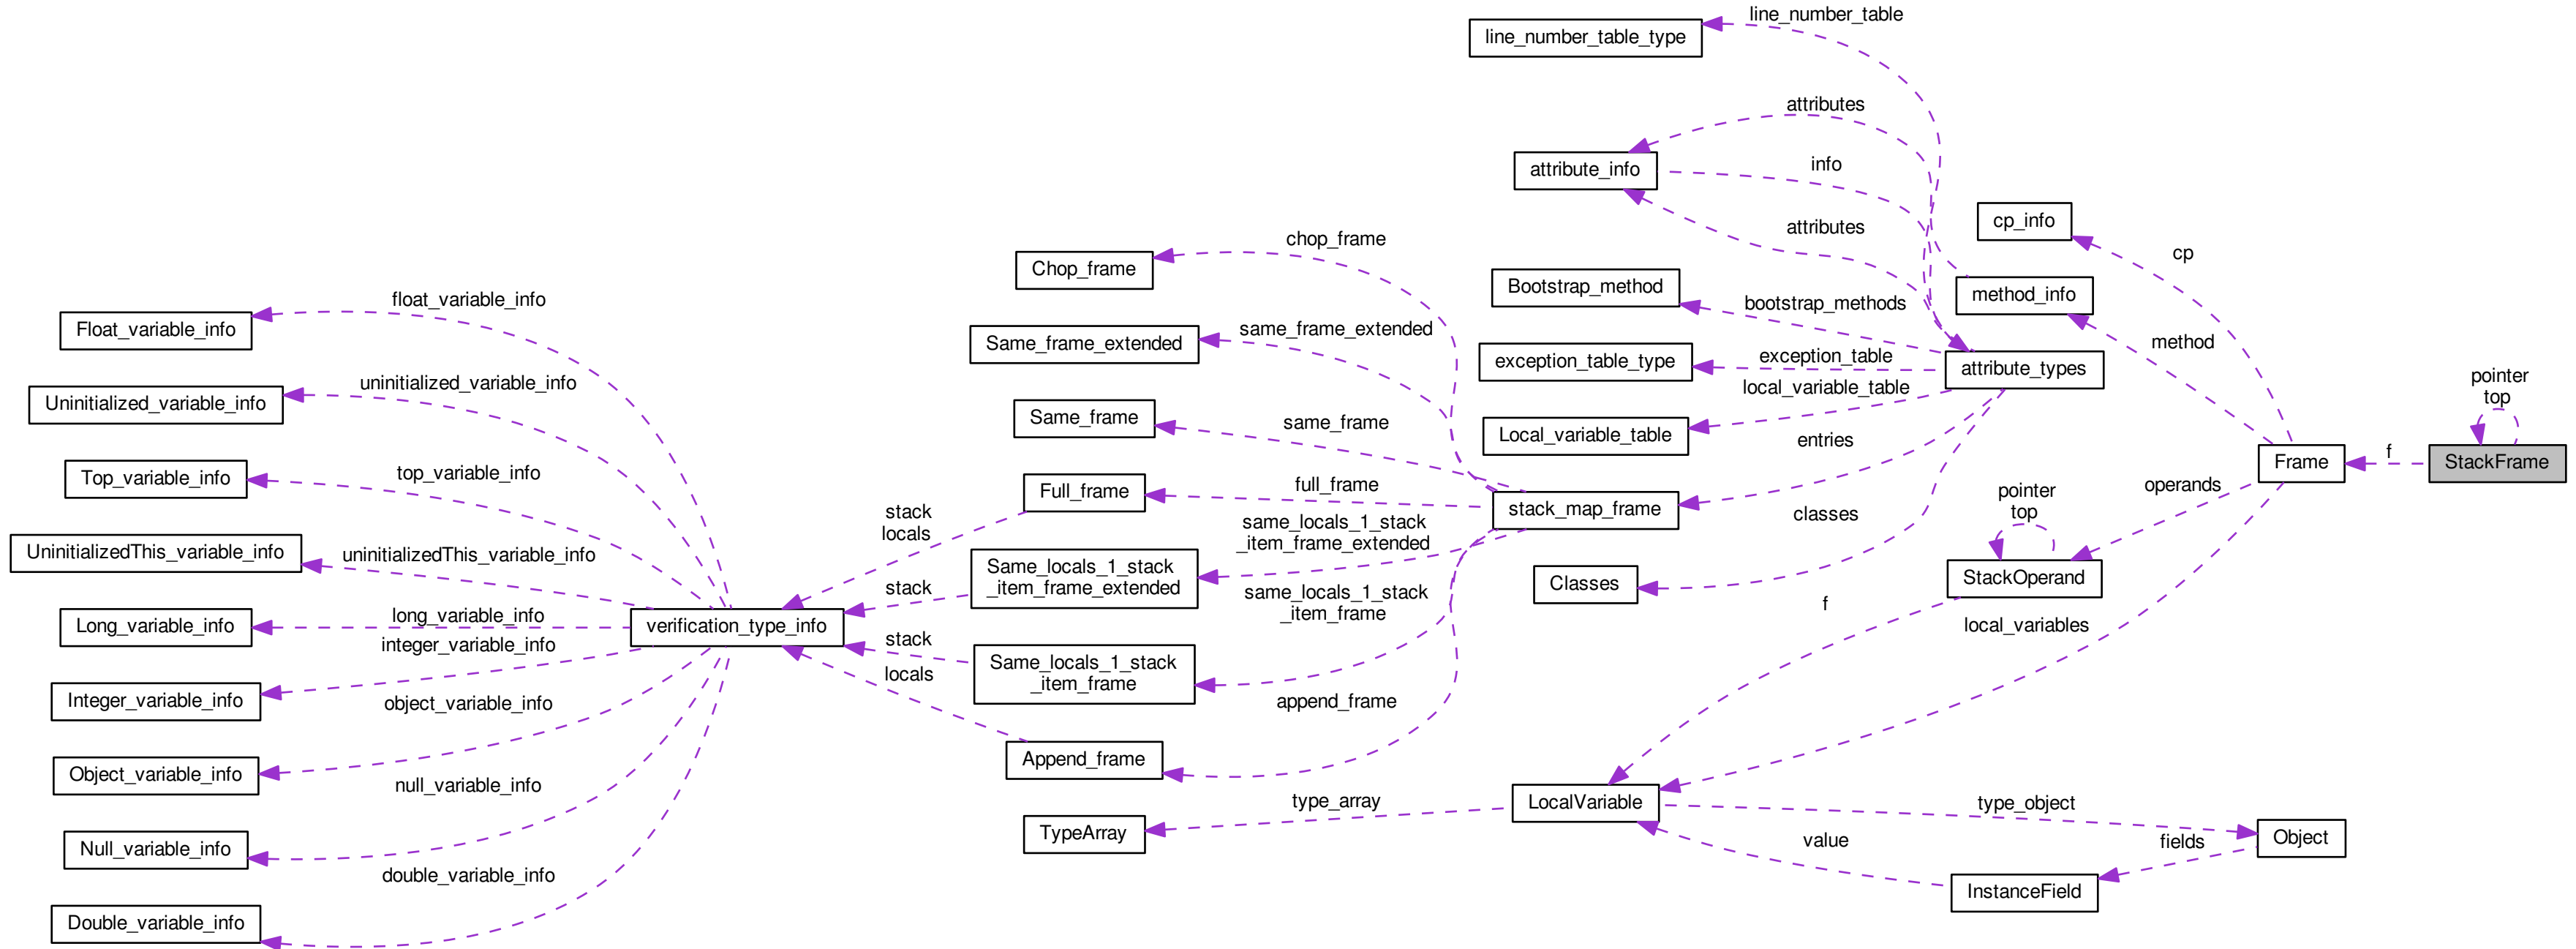 line_number_table
line_number_table_type
attributes
attribute_info
info
cp_info
attributes
chop_frame
cp
Chop_frame
Bootstrap_method
method_info
float_variable_info
bootstrap_methods
Float_variable_info
same_frame_extended
Same_frame_extended
method
exception_table
exception_table_type
attribute_types
pointer
top
uninitialized_variable_info
local_variable_table
Uninitialized_variable_info
Same_frame
same_frame
Local_variable_table
entries
f
Frame
StackFrame
top_variable_info
Top_variable_info
full_frame
Full_frame
operands
pointer
top
stack
locals
stack_map_frame
classes
same_locals_1_stack
_item_frame_extended
UninitializedThis_variable_info
uninitializedThis_variable_info
Same_locals_1_stack
_item_frame_extended
StackOperand
Classes
stack
same_locals_1_stack
_item_frame
f
long_variable_info
Long_variable_info
verification_type_info
local_variables
integer_variable_info
stack
Same_locals_1_stack
_item_frame
locals
Integer_variable_info
object_variable_info
append_frame
Append_frame
Object_variable_info
null_variable_info
type_array
LocalVariable
type_object
TypeArray
Object
value
fields
Null_variable_info
double_variable_info
InstanceField
Double_variable_info